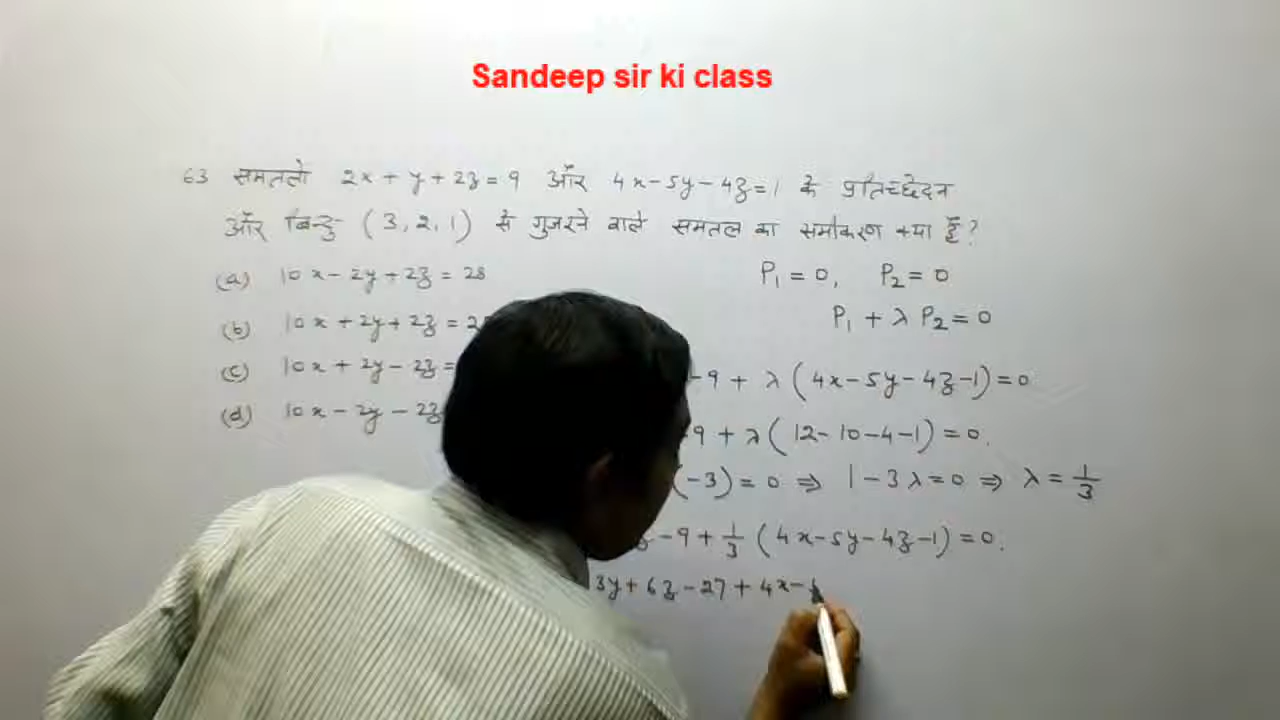 Sandeep sir ki class
63 समतलो 2x + y + 2z = 9 और 4x - 5y - 4z = 1 के प्रतिच्छेदन
और बिन्दु (3, 2, 1) से गुजरने वाले समतल का समीकरण क्या है?
(a) 10x - 2y + 2z = 28
(b) 10x + 2y + 2z = 2
(c) 10x + 2y - 2z =
(d) 10x - 2y - 2z
P₁ = 0, P₂ = 0
P₁ + λ P₂ = 0
-9 + λ (4x - 5y - 4z - 1) = 0
-9 + λ (12 - 10 - 4 - 1) = 0.
(-3) = 0 ⇒ 1 - 3λ = 0 ⇒ λ = 1/3
- 9 + 1/3 (4x - 5y - 4z - 1) = 0.
3y + 6z - 27 + 4x -